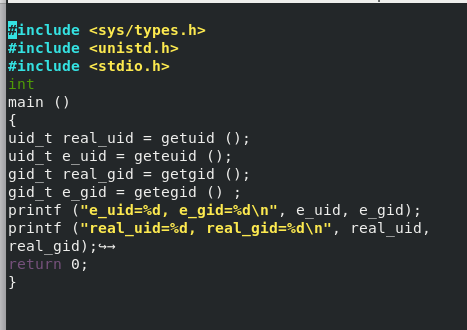 #include <sys/types.h>
#include <unistd.h>
#include <stdio.h>
int
main ()
{
uid_t real_uid = getuid ();
uid_t e_uid = geteuid ();
gid_t real_gid = getgid ();
gid_t e_gid = getegid () ;
printf ("e_uid=%d, e_gid=%d\n", e_uid, e_gid);
printf ("real_uid=%d, real_gid=%d\n", real_uid,
real_gid);↪→
return 0;
}